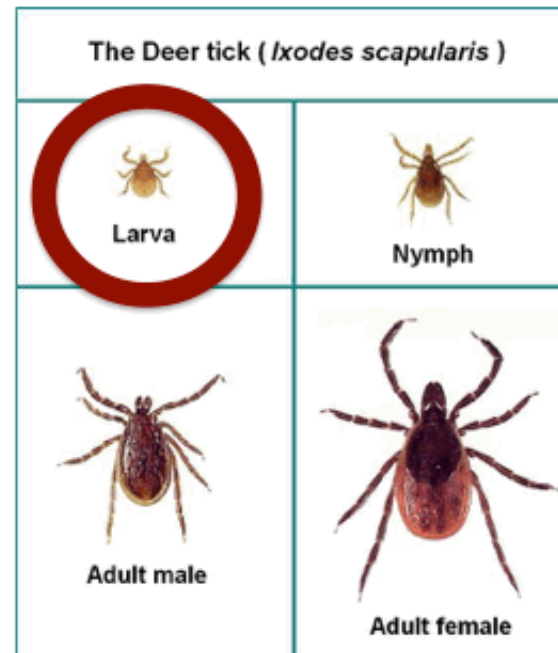 The Deer tick ( Ixodes scapularis )
Larva
Nymph
Adult male
Adult female